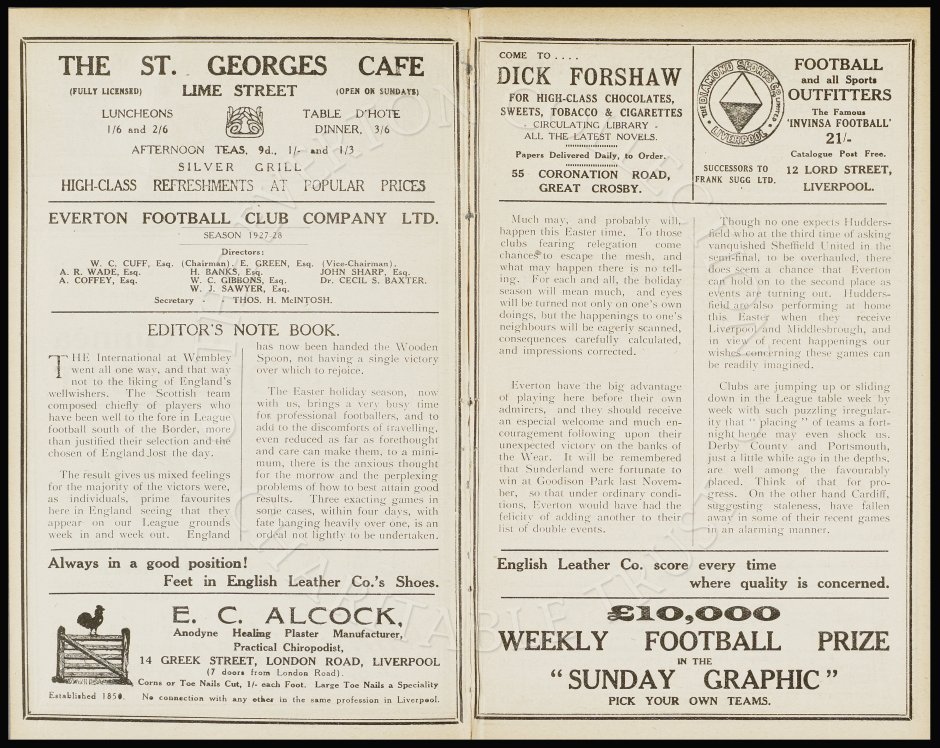 THE ST. GEORGES CAFE
(FULLY LICENSED) LIME STREET (OPEN ON SUNDAYS)
LUNCHEONS
1/6 and 2/6
TABLE D'HOTE
DINNER, 3/6
AFTERNOON TEAS, 9d., 1/- and 1/3
SILVER GRILL
HIGH-CLASS REFRESHMENTS AT POPULAR PRICES
EVERTON FOOTBALL CLUB COMPANY LTD.
SEASON 1927-28
Directors:
W. C. CUFF, Esq. (Chairman). E. GREEN, Esq. (Vice-Chairman).
A. R. WADE, Esq. H. BANKS, Esq. JOHN SHARP, Esq.
A. COFFEY, Esq. W. C. GIBBONS, Esq. Dr. CECIL S. BAXTER.
W. J. SAWYER, Esq.
Secretary - - THOS. H. McINTOSH.
EDITOR'S NOTE BOOK.
THE International at Wembley
went all one way, and that way
not to the liking of England's
wellwishers. The Scottish team
composed chiefly of players who
have been well to the fore in League
football south of the Border, more
than justified their selection and the
chosen of England lost the day.
The result gives us mixed feelings
for the majority of the victors were,
as individuals, prime favourites
here in England seeing that they
appear on our League grounds
week in and week out. England
has now been handed the Wooden
Spoon, not having a single victory
over which to rejoice.
The Easter holiday season, now
with us, brings a very busy time
for professional footballers, and to
add to the discomforts of travelling,
even reduced as far as forethought
and care can make them, to a mini-
mum, there is the anxious thought
for the morrow and the perplexing
problems of how to best attain good
results. Three exacting games in
some cases, within four days, with
fate hanging heavily over one, is an
ordeal not lightly to be undertaken.
Always in a good position!
Feet in English Leather Co.'s Shoes.
E. C. ALCOCK,
Anodyne Healing Plaster Manufacturer,
Practical Chiropodist,
14 GREEK STREET, LONDON ROAD, LIVERPOOL
(7 doors from London Road).
Corns or Toe Nails Cut, 1/- each Foot. Large Toe Nails a Speciality
Established 1850. No connection with any other in the same profession in Liverpool.
COME TO ....
DICK FORSHAW
FOR HIGH-CLASS CHOCOLATES,
SWEETS, TOBACCO & CIGARETTES
- CIRCULATING LIBRARY -
ALL THE LATEST NOVELS.
Papers Delivered Daily, to Order.
55 CORONATION ROAD,
GREAT CROSBY.
THE DIAMOND SPORTS CO LIMITED
LIVERPOOL
SUCCESSORS TO
FRANK SUGG LTD.
FOOTBALL
and all Sports
OUTFITTERS
The Famous
'INVINSA FOOTBALL'
21/-
Catalogue Post Free.
12 LORD STREET,
LIVERPOOL.
Much may, and probably will,
happen this Easter time. To those
clubs fearing relegation come
chances to escape the mesh, and
what may happen there is no tell-
ing. For each and all, the holiday
season will mean much, and eyes
will be turned not only on one's own
doings, but the happenings to one's
neighbours will be eagerly scanned,
consequences carefully calculated,
and impressions corrected.
Everton have the big advantage
of playing here before their own
admirers, and they should receive
an especial welcome and much en-
couragement following upon their
unexpected victory on the banks of
the Wear. It will be remembered
that Sunderland were fortunate to
win at Goodison Park last Novem-
ber, so that under ordinary condi-
tions, Everton would have had the
felicity of adding another to their
list of double events.
Though no one expects Hudders-
field who at the third time of asking
vanquished Sheffield United in the
semi-final, to be overhauled, there
does seem a chance that Everton
can hold on to the second place as
events are turning out. Hudders-
field are also performing at home
this Easter when they receive
Liverpool and Middlesbrough, and
in view of recent happenings our
wishes concerning these games can
be readily imagined.
Clubs are jumping up or sliding
down in the League table week by
week with such puzzling irregular-
ity that " placing " of teams a fort-
night hence may even shock us.
Derby County and Portsmouth,
just a little while ago in the depths,
are well among the favourably
placed. Think of that for pro-
gress. On the other hand Cardiff,
suggesting staleness, have fallen
away in some of their recent games
in an alarming manner.
English Leather Co. score every time
where quality is concerned.
£10,000
WEEKLY FOOTBALL PRIZE
IN THE
"SUNDAY GRAPHIC"
PICK YOUR OWN TEAMS.